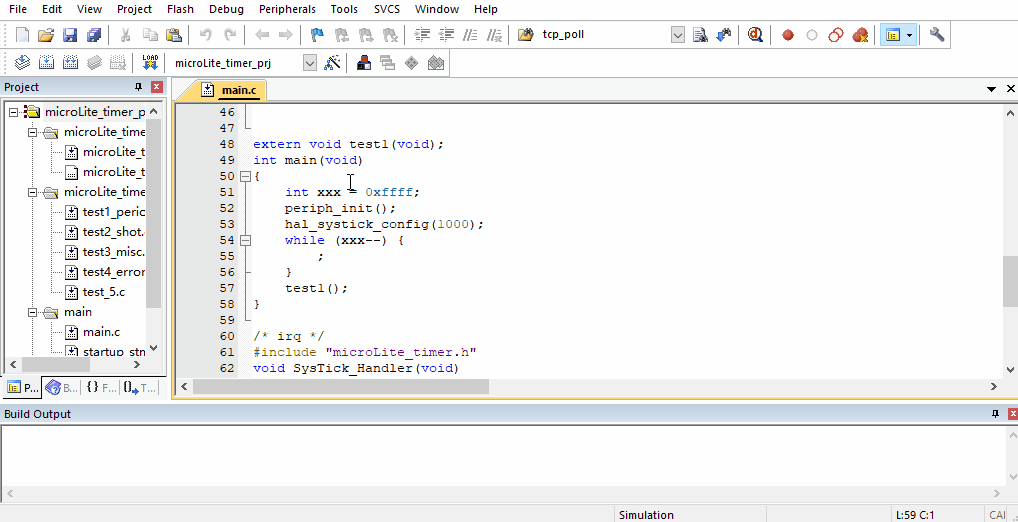 File Edit View Project Flash Debug Peripherals Tools SVCS Window Help
tcp_poll
LOAD microLite_timer_prj
Project
main.c
microLite_timer_p
microLite_time
microLite_t
microLite_t
microLite_time
test1_peric
test2_shot.
test3_misc.
test4_error
test_5.c
main
main.c
startup_stm
P... B... {} F... 0 T...
46
47
48 extern void test1(void);
49 int main(void)
50 {
51 int xxx = 0xffff;
52 periph_init();
53 hal_systick_config(1000);
54 while (xxx--) {
55 ;
56 }
57 test1();
58 }
59
60 /* irq */
61 #include "microLite_timer.h"
62 void SysTick_Handler(void)
Build Output
Simulation L:59 C:1 CAI